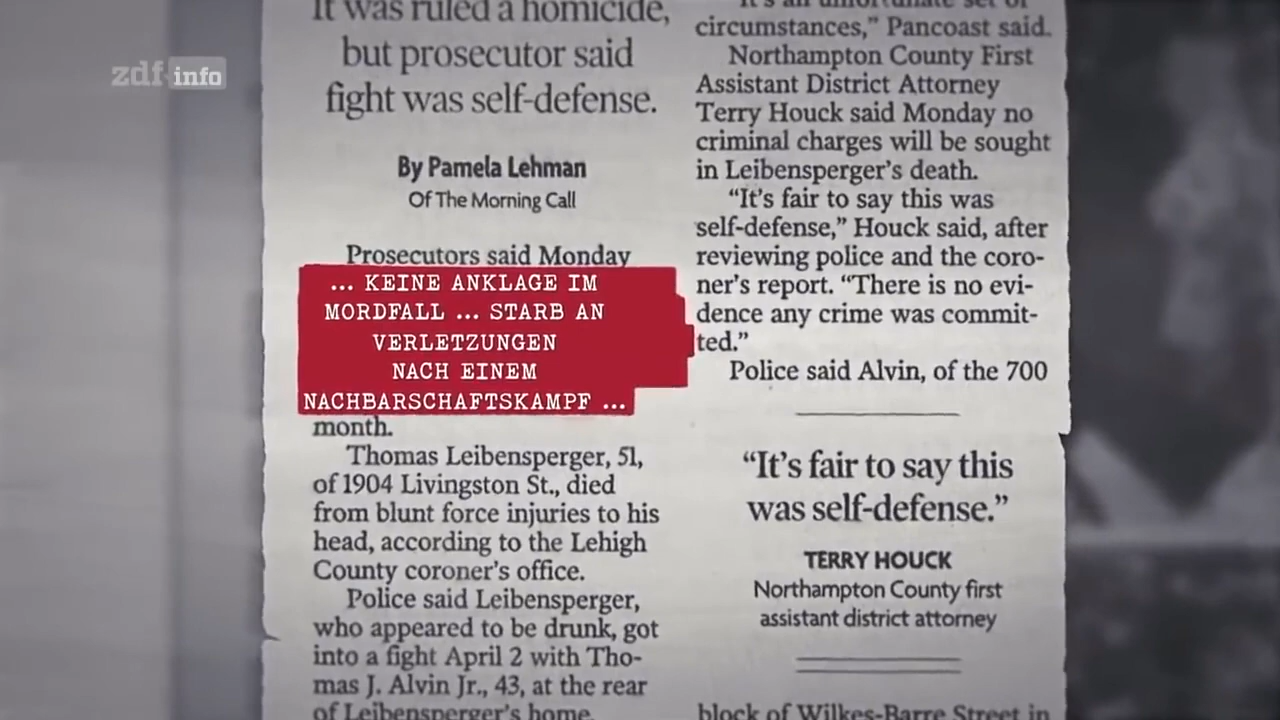 zdf info
It was ruled a homicide,
but prosecutor said
fight was self-defense.
By Pamela Lehman
Of The Morning Call
Prosecutors said Monday
... KEINE ANKLAGE IM
MORDFALL ... STARB AN
VERLETZUNGEN
NACH EINEM
NACHBARSCHAFTSKAMPF ...
month.
Thomas Leibensperger, 51,
of 1904 Livingston St., died
from blunt force injuries to his
head, according to the Lehigh
County coroner's office.
Police said Leibensperger,
who appeared to be drunk, got
into a fight April 2 with Tho-
mas J. Alvin Jr., 43, at the rear
of Leibensperger's home.
It's an unfortunate set of
circumstances,” Pancoast said.
Northampton County First
Assistant District Attorney
Terry Houck said Monday no
criminal charges will be sought
in Leibensperger's death.
“It's fair to say this was
self-defense,” Houck said, after
reviewing police and the coro-
ner's report. “There is no evi-
dence any crime was commit-
ted.”
Police said Alvin, of the 700
“It's fair to say this
was self-defense.”
TERRY HOUCK
Northampton County first
assistant district attorney
block of Wilkes-Barre Street in